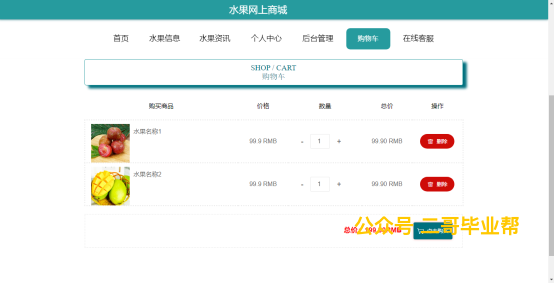 水果网上商城
首页 水果信息 水果资讯 个人中心 后台管理 购物车 在线客服
SHOP / CART
购物车
购买商品 价格 数量 总价 操作
水果名称1
99.9 RMB - 1 + 99.90 RMB 删除
水果名称2
99.9 RMB - 1 + 99.90 RMB 删除
总价： 199.80RMB
公众号 二哥毕业帮